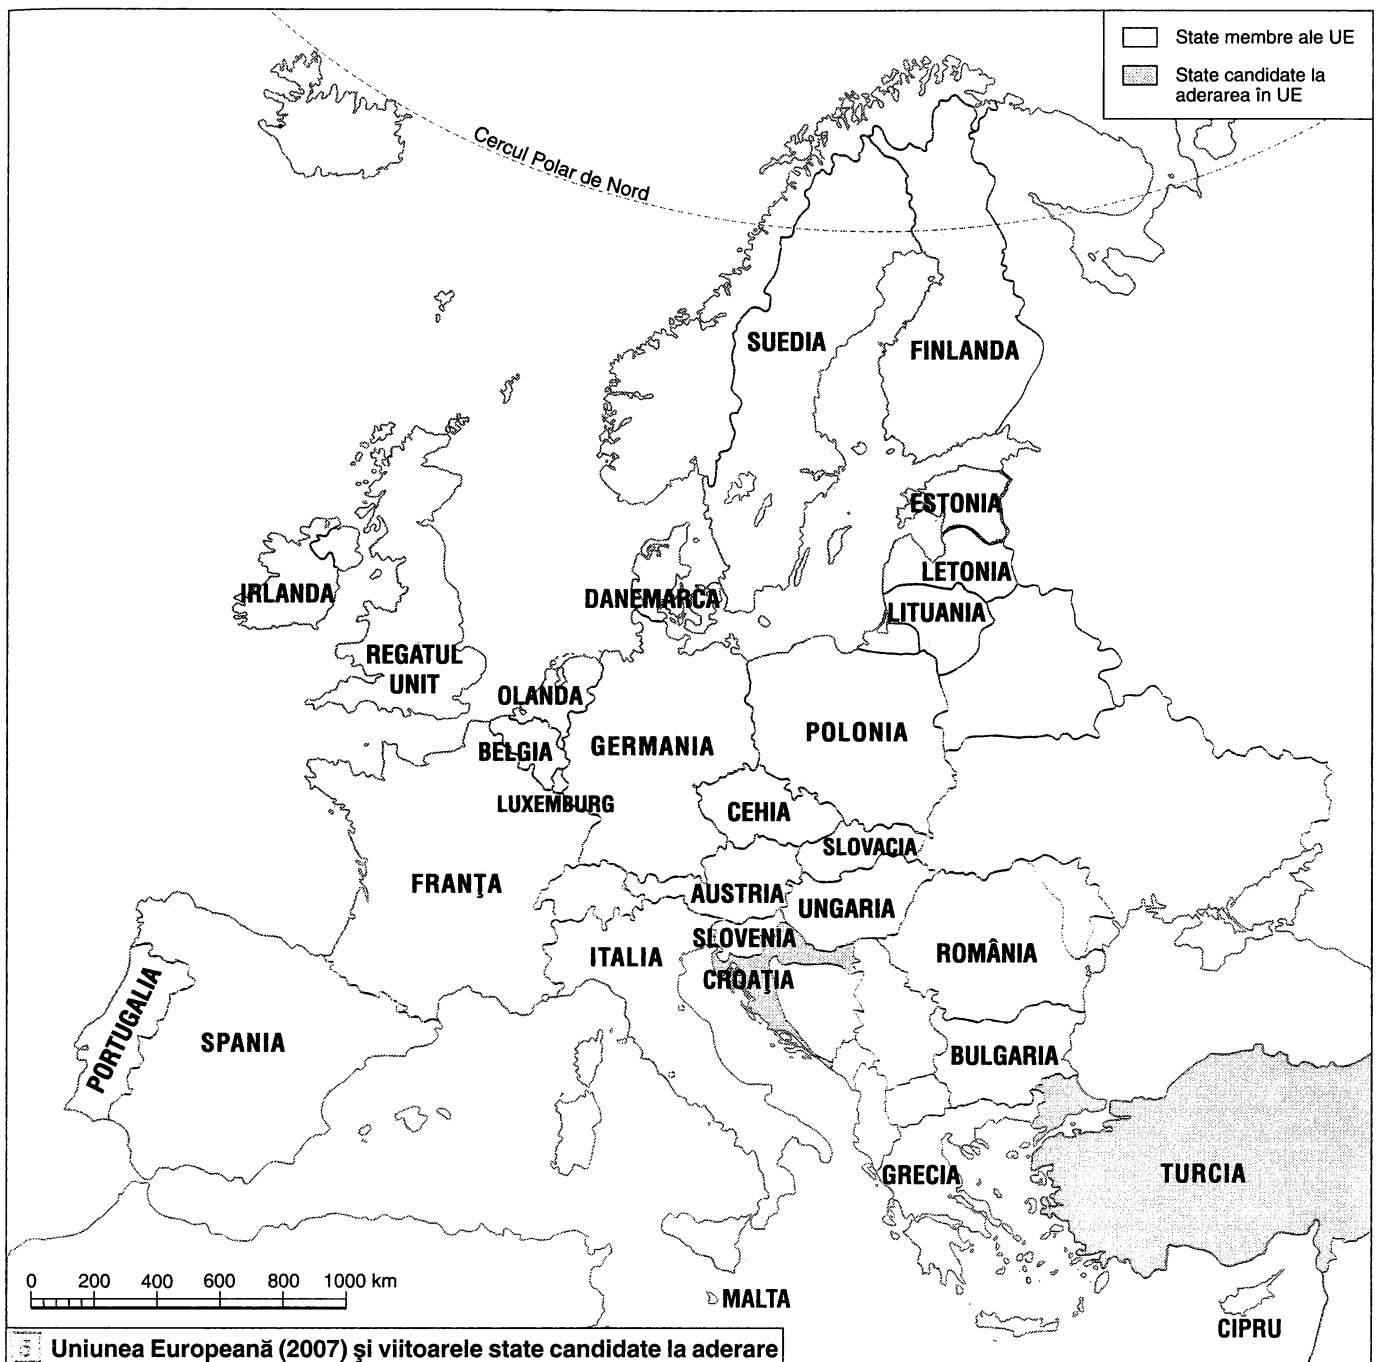 State membre ale UE
State candidate la
aderarea în UE
Cercul Polar de Nord
SUEDIA
FINLANDA
ESTONIA
LETONIA
LITUANIA
IRLANDA
DANEMARCA
REGATUL
UNIT
OLANDA
BELGIA
GERMANIA
POLONIA
LUXEMBURG
CEHIA
SLOVACIA
FRANŢA
AUSTRIA
UNGARIA
SLOVENIA
ITALIA
ROMÂNIA
CROAŢIA
PORTUGALIA
SPANIA
BULGARIA
GRECIA
TURCIA
0 200 400 600 800 1000 km
MALTA
CIPRU
Uniunea Europeană (2007) şi viitoarele state candidate la aderare